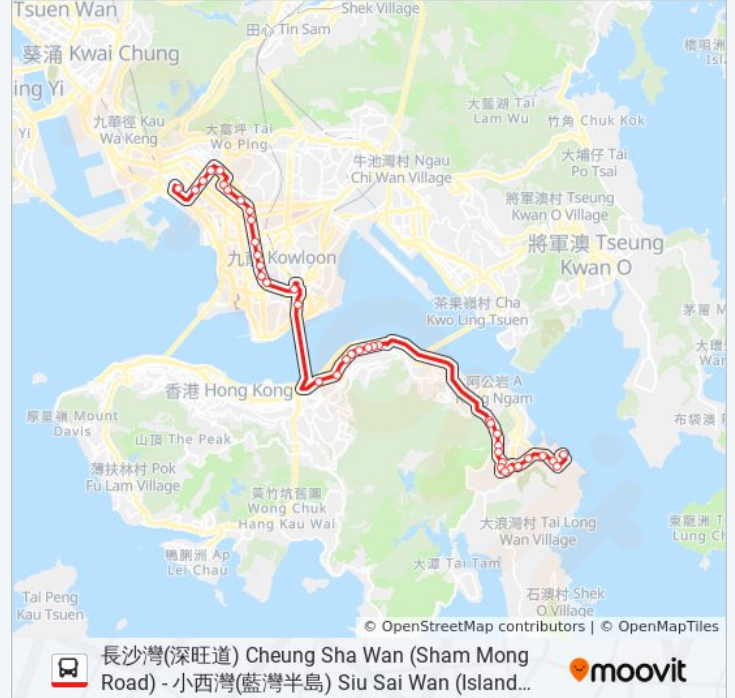 Tsuen Wan
Shek Village
田心 Tin Sam
橋咀洲
葵涌 Kwai Chung
ing Yi
大藍湖 Tai
Lam Wu
竹角 Chuk Kok
九華徑 Kau
Wa Keng
Yi
大窩坪 Tai
Wo Ping
牛池灣村 Ngau
Chi Wan Village
大埔仔 Tai
Po Tsai
將軍澳村 Tseung
Kwan O Village
將軍澳 Tseung
Kwan O
Kowloon
茶果嶺村 Cha
Kwo Ling Tsuen
香港 Hong Kong
阿公岩 A
Ngam
摩星嶺 Mount
Davis
山頂 The Peak
薄扶林村 Pok
Fu Lam Village
黃竹坑舊圍
Wong Chuk
Hang Kau Wai
大浪灣村 Tai Long
Wan Village
鴨脷洲 Ap
Lei Chau
大潭 Tai Tam
Tai Peng
Kau Tsuen
石澳村 Shek
O Village
© OpenStreetMap contributors | © OpenMapTiles
長沙灣(深旺道) Cheung Sha Wan (Sham Mong
Road) - 小西灣(藍灣半島) Siu Sai Wan (Island...
moovit